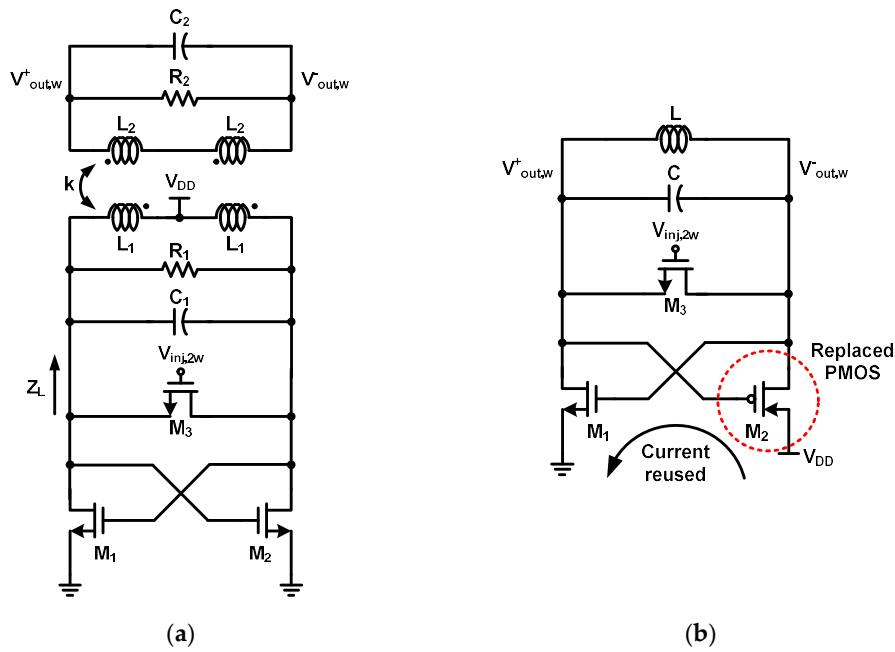 C2
R2
V+out,w
V-out,w
L2
L2
k
VDD
L1
L1
R1
C1
Vinj,2w
ZL
M3
M1
M2
(a)
L
V+out,w
V-out,w
C
Vinj,2w
M3
Replaced
PMOS
M1
M2
Current
reused
VDD
(b)